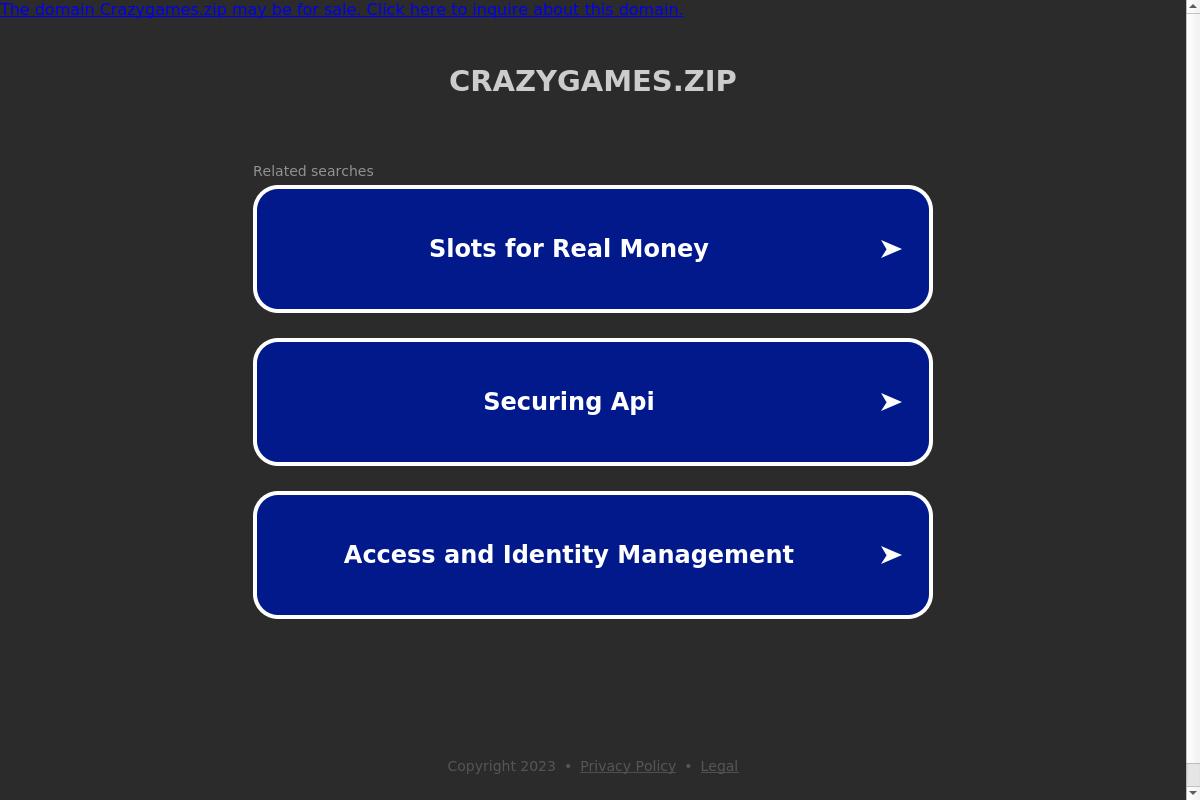 The domain Crazygames.zip may be for sale. Click here to inquire about this domain.
CRAZYGAMES.ZIP
Related searches
Slots for Real Money
Securing Api
Access and Identity Management
Copyright 2023 • Privacy Policy • Legal